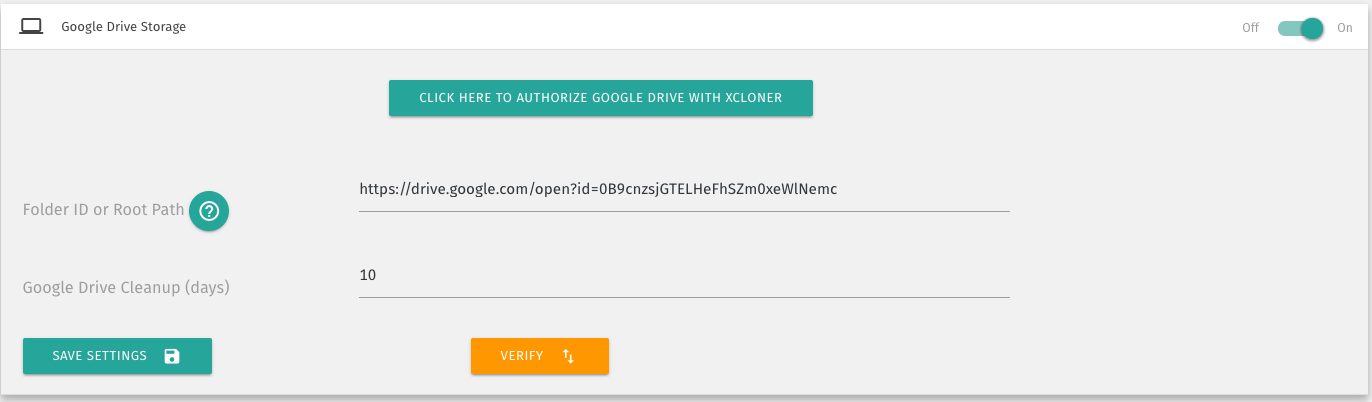 Google Drive Storage
Off
On
CLICK HERE TO AUTHORIZE GOOGLE DRIVE WITH XCLONER
https://drive.google.com/open?id=0B9cnzsjGTELHeFhSZm0xeWlNemc
Folder ID or Root Path
10
Google Drive Cleanup (days)
SAVE SETTINGS
VERIFY